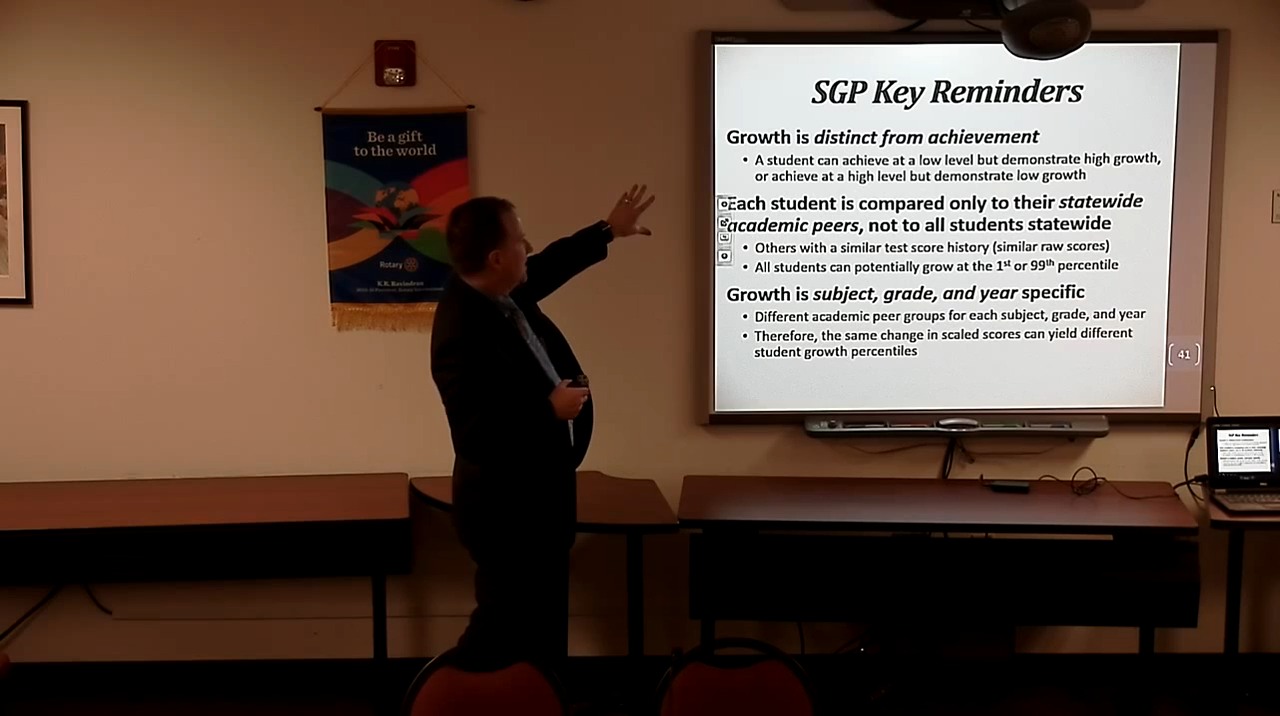 Be a gift
to the world
Rotary
K.R. Ravindran
SGP Key Reminders
Growth is distinct from achievement
• A student can achieve at a low level but demonstrate high growth,
or achieve at a high level but demonstrate low growth
Each student is compared only to their statewide
academic peers, not to all students statewide
• Others with a similar test score history (similar raw scores)
• All students can potentially grow at the 1st or 99th percentile
Growth is subject, grade, and year specific
• Different academic peer groups for each subject, grade, and year
• Therefore, the same change in scaled scores can yield different
student growth percentiles
41
SGP Key Reminders